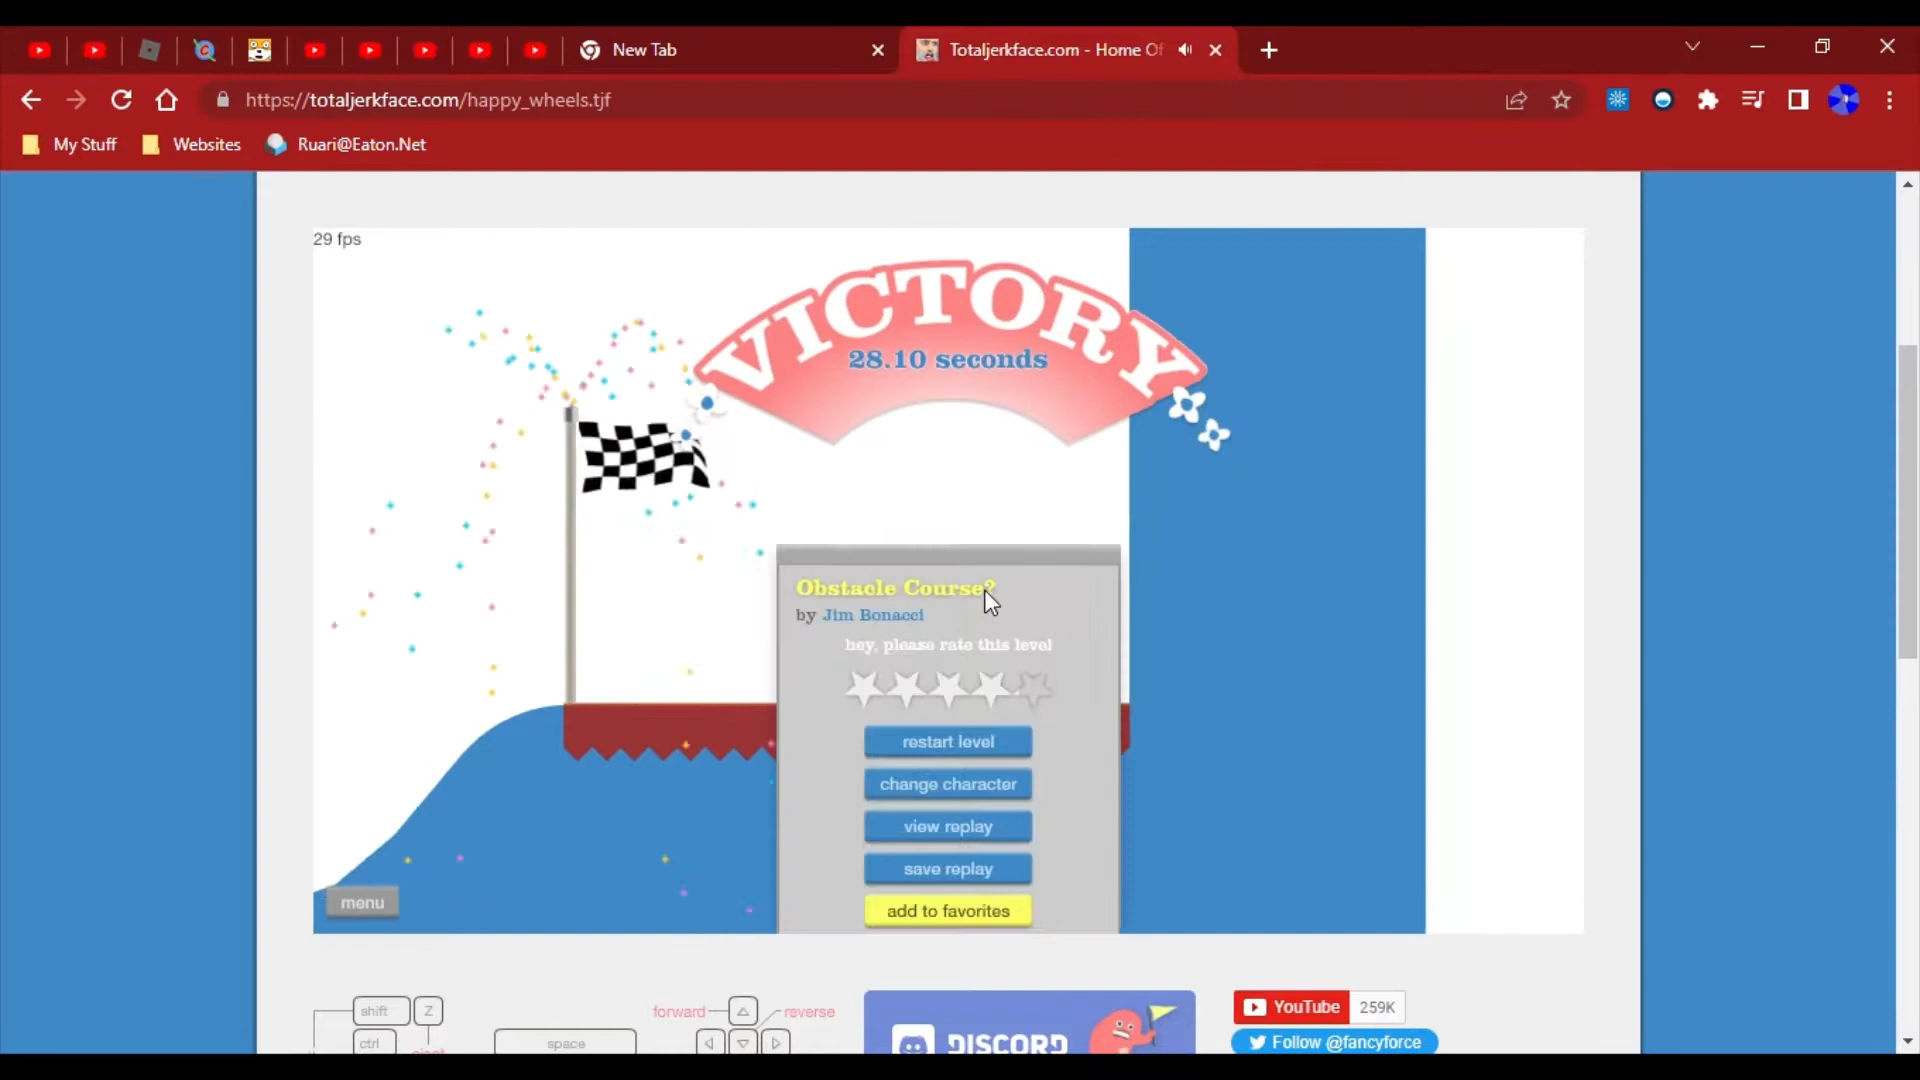 New Tab
Totaljerkface.com - Home Of
https://totaljerkface.com/happy_wheels.tjf
My Stuff
Websites
Ruari@Eaton.Net
29 fps
VICTORY
28.10 seconds
Obstacle Course?
by Jim Bonacci
hey, please rate this level
restart level
change character
view replay
save replay
menu
add to favorites
shift
Z
forward
reverse
YouTube
259K
ctrl
space
DISCORD
Follow @fancyforce